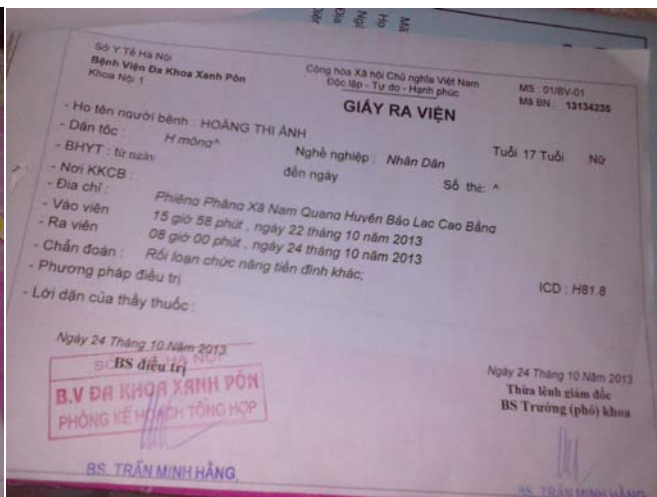 Sở Y Tế Hà Nội
Bệnh Viện Đa Khoa Xanh Pôn
Khoa Nội 1
Cộng hòa Xã hội Chủ nghĩa Việt Nam
Độc lập - Tự do - Hạnh phúc
MS : 01/BV-01
Mã BN : 13134235
GIẤY RA VIỆN
- Họ tên người bệnh : HOÀNG THỊ ÁNH Tuổi 17 Tuổi Nữ
- Dân tộc : H mông^ Nghề nghiệp : Nhân Dân
- BHYT : từ ngày đến ngày Số thẻ: ^
- Nơi KKCB :
- Địa chỉ : Phiêng Phăng Xã Nam Quang Huyện Bảo Lạc Cao Bằng
- Vào viên 15 giờ 58 phút , ngày 22 tháng 10 năm 2013
- Ra viên 08 giờ 00 phút , ngày 24 tháng 10 năm 2013
- Chẩn đoán : Rối loạn chức năng tiền đình khác; ICD : H81.8
- Phương pháp điều trị
- Lời dặn của thầy thuốc :
Ngày 24 Tháng 10 Năm 2013
BS điều trị
B.V ĐA KHOA XANH PÔN
PHÒNG KẾ HOẠCH TỔNG HỢP
BS. TRẦN MINH HẰNG
Ngày 24 Tháng 10 Năm 2013
Thừa lệnh giám đốc
BS Trưởng (phó) khoa
BS. TRẦN MINH HẰNG